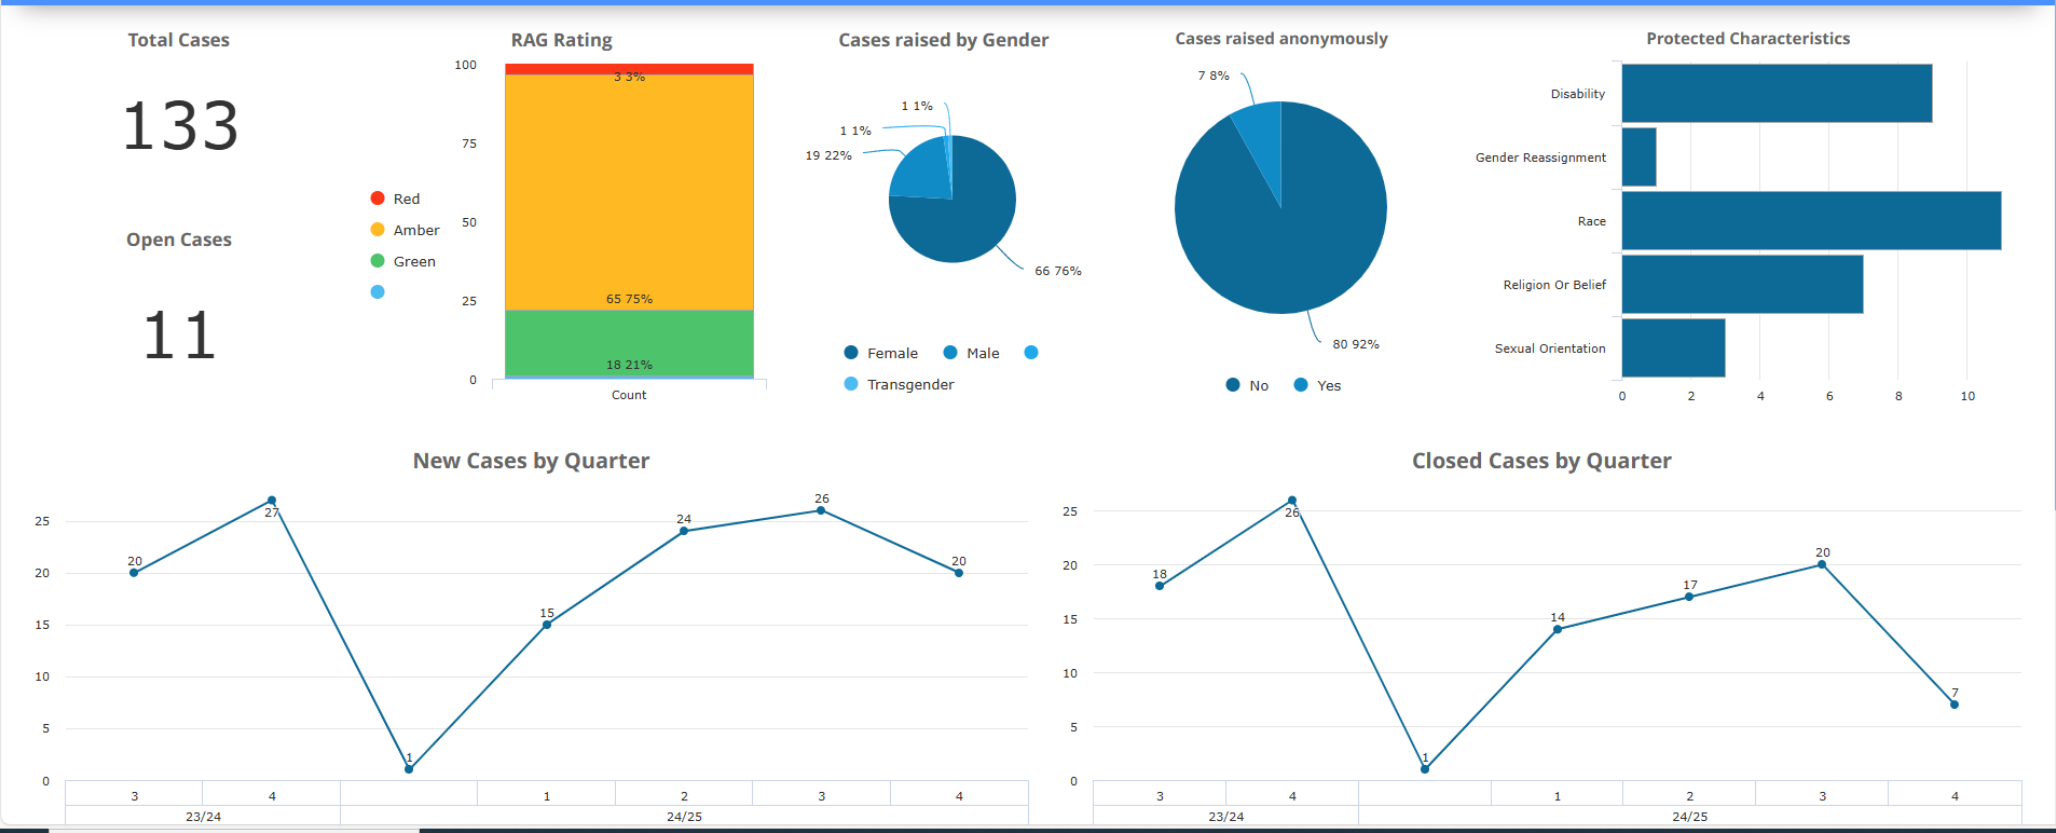 Total Cases
133
Open Cases
11
RAG Rating
100
75
50
25
0
3 3%
65 75%
18 21%
Count
Red
Amber
Green
Cases raised by Gender
1 1%
1 1%
19 22%
66 76%
Female
Male
Transgender
Cases raised anonymously
7 8%
80 92%
No
Yes
Protected Characteristics
Disability
Gender Reassignment
Race
Religion Or Belief
Sexual Orientation
0 2 4 6 8 10
New Cases by Quarter
25
20
15
10
5
0
20
27
1
15
24
26
20
3 4 1 2 3 4
23/24 24/25
Closed Cases by Quarter
25
20
15
10
5
0
18
26
1
14
17
20
7
3 4 1 2 3 4
23/24 24/25